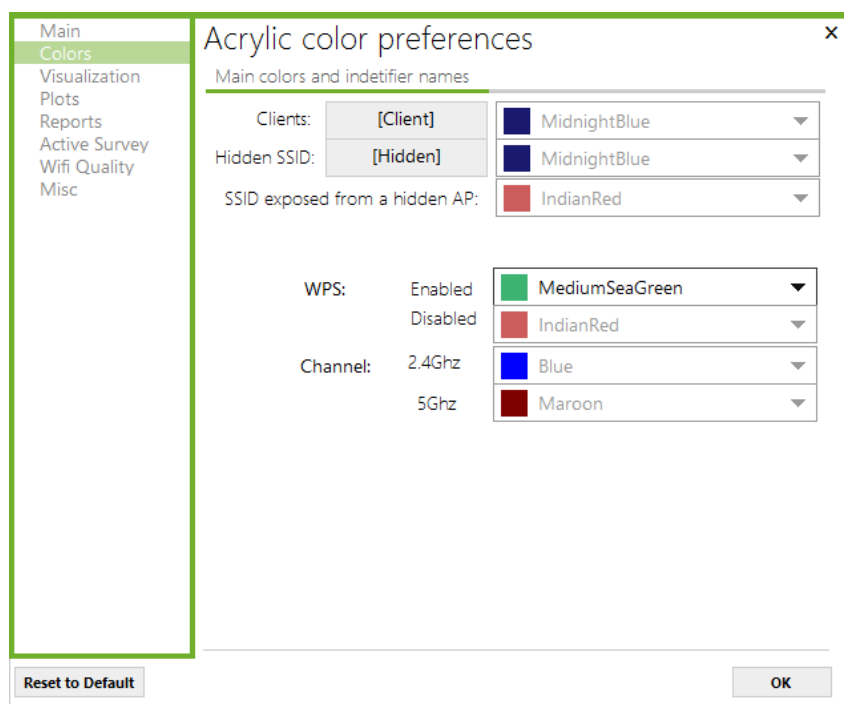 Main
Colors
Visualization
Plots
Reports
Active Survey
Wifi Quality
Misc
Acrylic color preferences
×
Main colors and indetifier names
Clients: [Client] MidnightBlue
Hidden SSID: [Hidden] MidnightBlue
SSID exposed from a hidden AP: IndianRed
WPS: Enabled MediumSeaGreen
Disabled IndianRed
Channel: 2.4Ghz Blue
5Ghz Maroon
Reset to Default
OK